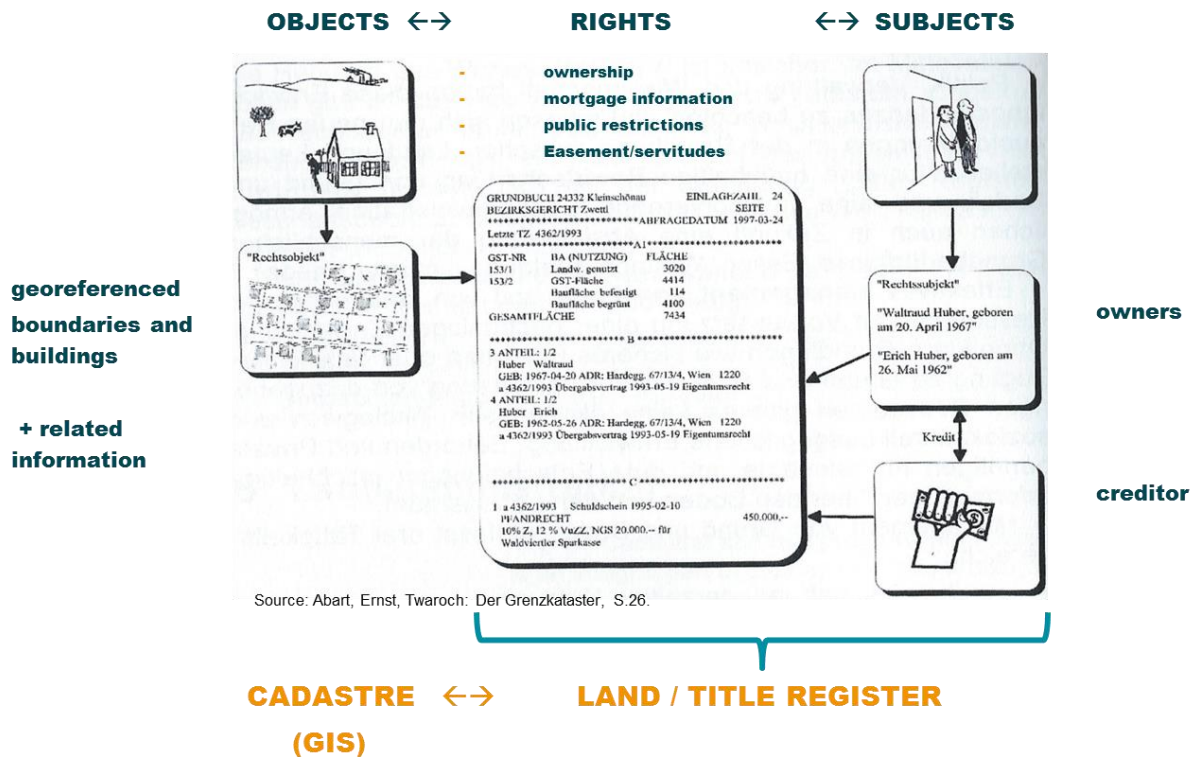 OBJECTS ←→ RIGHTS ←→ SUBJECTS
- ownership
- mortgage information
- public restrictions
- Easement/servitudes
georeferenced
boundaries and
buildings
+ related
information
"Rechtsobjekt"
GRUNDBUCH 24332 Kleinschönau EINLAGEZAHL 24
BEZIRKSGERICHT Zwettl SEITE 1
*******************************ABFRAGEDATUM 1997-03-24
Letzte TZ 4362/1993
****************************** A1 ***************************
GST-NR BA (NUTZUNG) FLÄCHE
153/1 Landw. genutzt 3020
153/2 GST-Fläche 4414
Baufläche befestigt 114
Baufläche begrünt 4100
GESAMTFLÄCHE 7434
***************************** B *****************************
3 ANTEIL: 1/2
Huber Waltraud
GEB: 1967-04-20 ADR: Hardegg. 67/13/4, Wien 1220
a 4362/1993 Übergabsvertrag 1993-05-19 Eigentumsrecht
4 ANTEIL: 1/2
Huber Erich
GEB: 1962-05-26 ADR: Hardegg. 67/13/4, Wien 1220
a 4362/1993 Übergabsvertrag 1993-05-19 Eigentumsrecht
***************************** C *****************************
1 a 4362/1993 Schuldschein 1995-02-10
PFANDRECHT 450.000,--
10% Z, 12 % VuZZ, NGS 20.000.-- für
Waldviertler Sparkasse
"Rechtssubjekt"
"Waltraud Huber, geboren
am 20. April 1967"
"Erich Huber, geboren am
26. Mai 1962"
owners
Kredit
creditor
Source: Abart, Ernst, Twaroch: Der Grenzkataster, S.26.
CADASTRE ←→ LAND / TITLE REGISTER
(GIS)